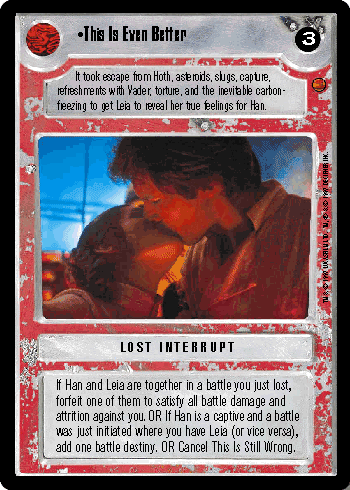 •This Is Even Better
3
It took escape from Hoth, asteroids, slugs, capture,
refreshments with Vader, torture, and the inevitable carbon-
freezing to get Leia to reveal her true feelings for Han.
LOST INTERRUPT
If Han and Leia are together in a battle you just lost,
forfeit one of them to satisfy all battle damage and
attrition against you. OR If Han is a captive and a battle
was just initiated where you have Leia (or vice versa),
add one battle destiny. OR Cancel This Is Still Wrong.